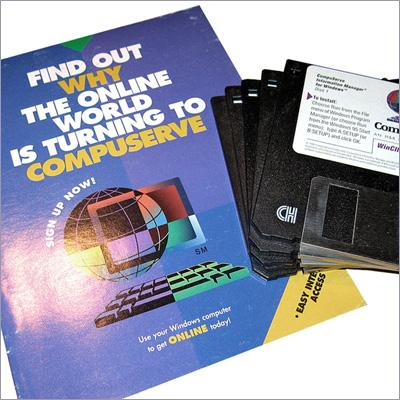 FIND OUT
WHY
THE ONLINE
WORLD
IS TURNING TO
COMPUSERVE
SIGN UP NOW!
SM
Use your Windows computer
to get ONLINE today!
• EASY INTE
ACCESS
CompuServe
Information Manager®
for Windows™
Disk 1
To Install:
Choose Run from the File
menu of Windows Program
Manager (or choose Run
from the Windows 95 Start
menu), type A:SETUP (or
B:SETUP) and click OK.
Com
WinCI